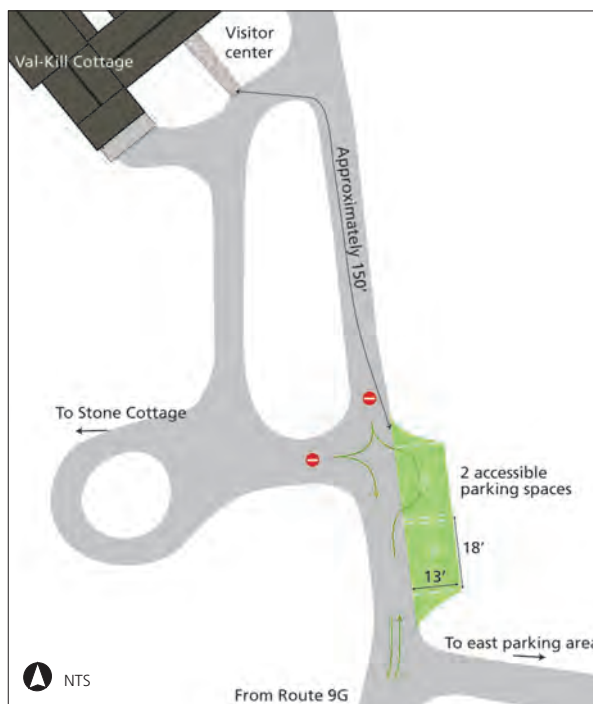 Visitor
center
Val-Kill Cottage
Approximately 150'
To Stone Cottage
2 accessible
parking spaces
18'
13'
To east parking area
NTS
From Route 9G